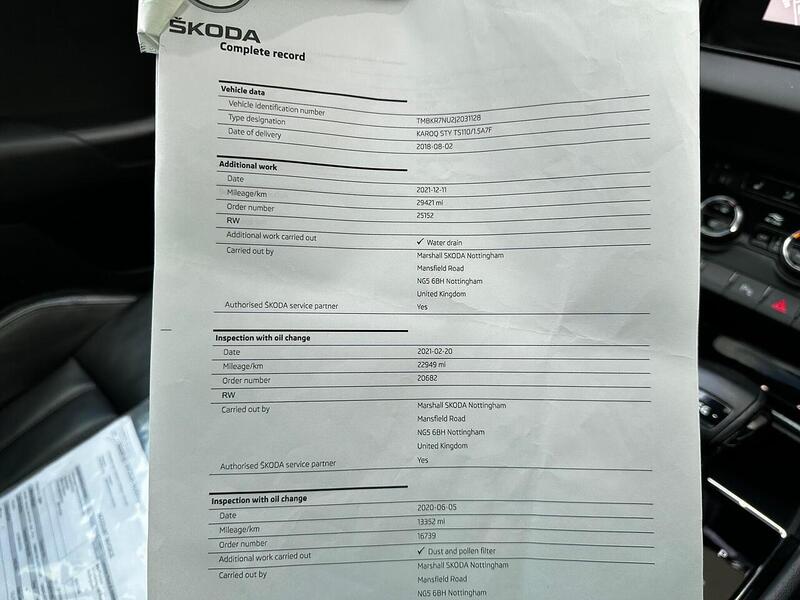 ŠKODA
Complete record
Vehicle data
Vehicle identification number TMBKR7NU2J2031128
Type designation KAROQ STY TS110/1.5A7F
Date of delivery 2018-08-02
Additional work
Date 2021-12-11
Mileage/km 29421 mi
Order number 25152
RW
Additional work carried out ✓ Water drain
Carried out by Marshall SKODA Nottingham
Mansfield Road
NG5 6BH Nottingham
United Kingdom
Authorised ŠKODA service partner Yes
Inspection with oil change
Date 2021-02-20
Mileage/km 22949 mi
Order number 20682
RW
Carried out by Marshall SKODA Nottingham
Mansfield Road
NG5 6BH Nottingham
United Kingdom
Authorised ŠKODA service partner Yes
Inspection with oil change
Date 2020-06-05
Mileage/km 13352 mi
Order number 16739
Additional work carried out ✓ Dust and pollen filter
Carried out by Marshall SKODA Nottingham
Mansfield Road
NG5 6BH Nottingham